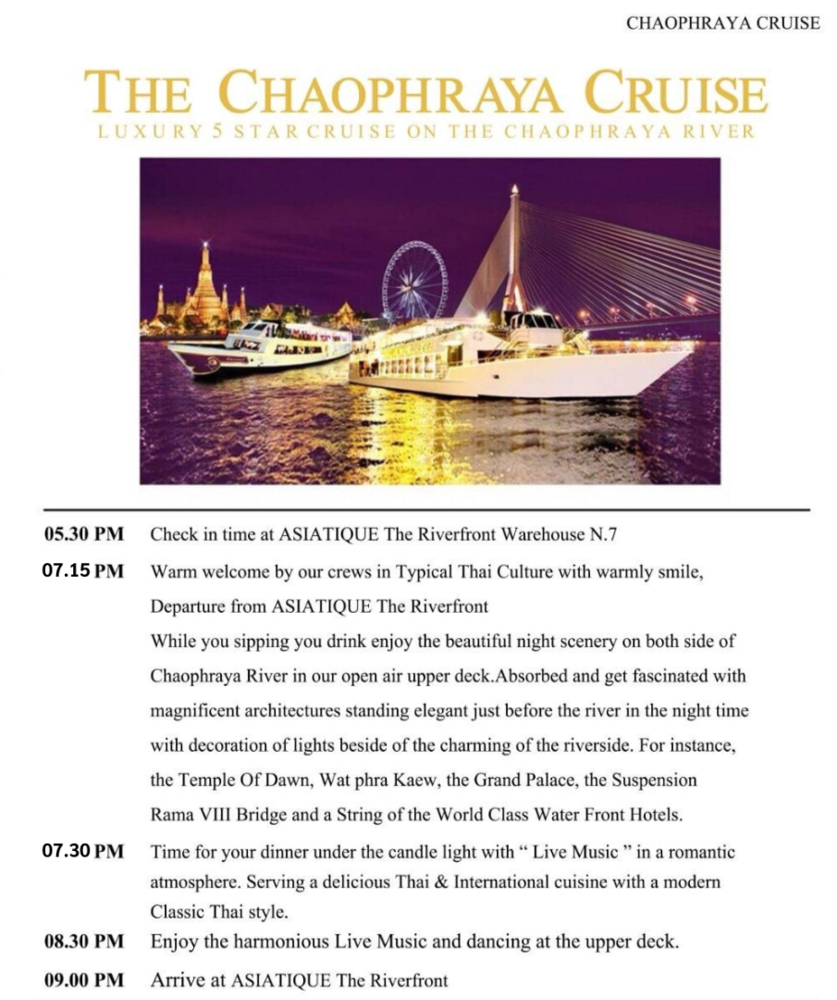 CHAOPHRAYA CRUISE
THE CHAOPHRAYA CRUISE
LUXURY 5 STAR CRUISE ON THE CHAOPHRAYA RIVER
05.30 PM Check in time at ASIATIQUE The Riverfront Warehouse N.7
07.15 PM Warm welcome by our crews in Typical Thai Culture with warmly smile,
Departure from ASIATIQUE The Riverfront
While you sipping you drink enjoy the beautiful night scenery on both side of
Chaophraya River in our open air upper deck.Absorbed and get fascinated with
magnificent architectures standing elegant just before the river in the night time
with decoration of lights beside of the charming of the riverside. For instance,
the Temple Of Dawn, Wat phra Kaew, the Grand Palace, the Suspension
Rama VIII Bridge and a String of the World Class Water Front Hotels.
07.30 PM Time for your dinner under the candle light with “ Live Music ” in a romantic
atmosphere. Serving a delicious Thai & International cuisine with a modern
Classic Thai style.
08.30 PM Enjoy the harmonious Live Music and dancing at the upper deck.
09.00 PM Arrive at ASIATIQUE The Riverfront